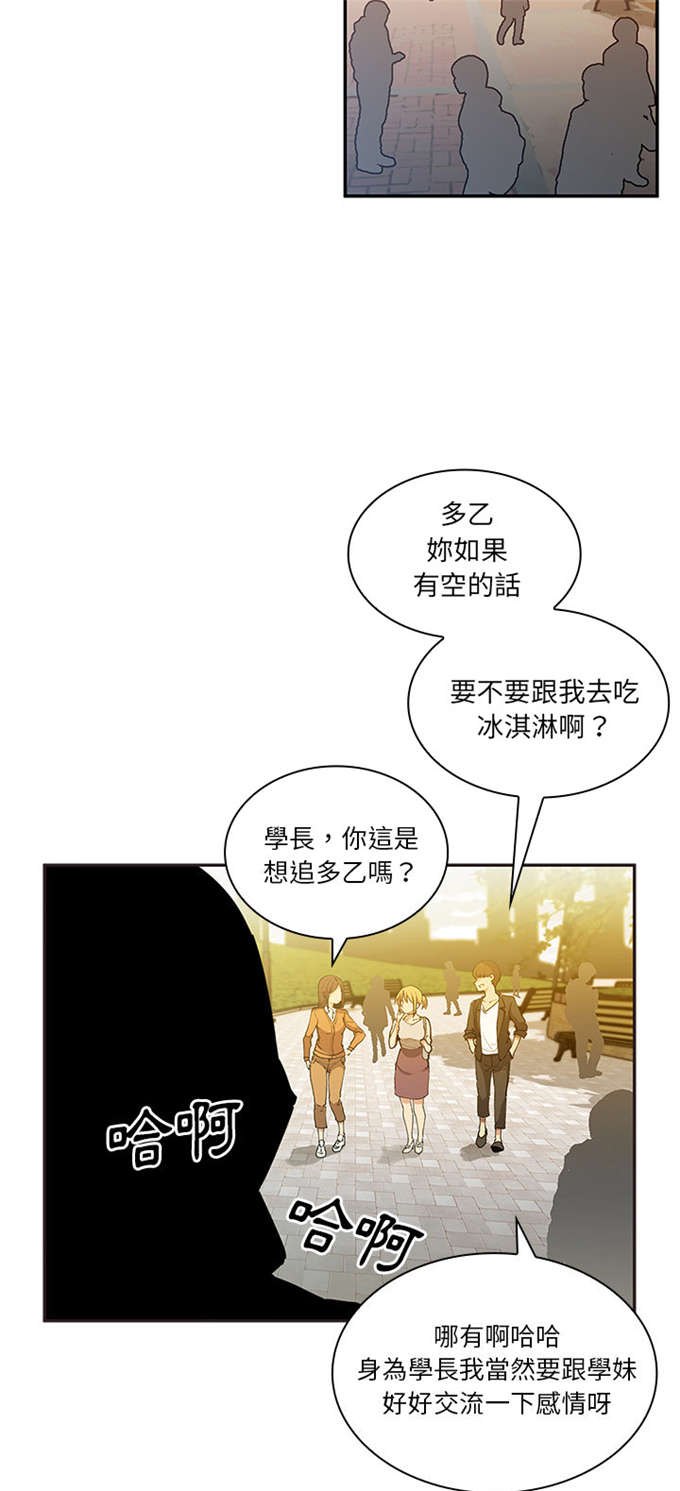 多乙
妳如果
有空的話
要不要跟我去吃
冰淇淋啊？
學長，你這是
想追多乙嗎？
哈啊
哈啊
哪有啊哈哈
身為學長我當然要跟學妹
好好交流一下感情呀